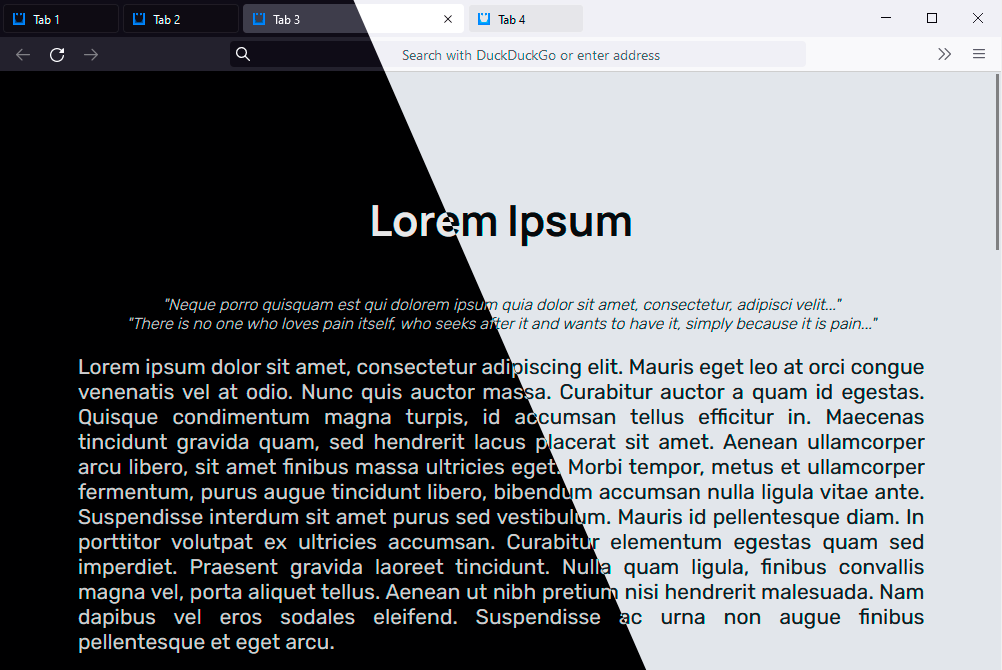 Tab 1 Tab 2 Tab 3 Tab 4
Search with DuckDuckGo or enter address
Lorem Ipsum
"Neque porro quisquam est qui dolorem ipsum quia dolor sit amet, consectetur, adipisci velit..."
"There is no one who loves pain itself, who seeks after it and wants to have it, simply because it is pain..."
Lorem ipsum dolor sit amet, consectetur adipiscing elit. Mauris eget leo at orci congue
venenatis vel at odio. Nunc quis auctor massa. Curabitur auctor a quam id egestas.
Quisque condimentum magna turpis, id accumsan tellus efficitur in. Maecenas
tincidunt gravida quam, sed hendrerit lacus placerat sit amet. Aenean ullamcorper
arcu libero, sit amet finibus massa ultricies eget. Morbi tempor, metus et ullamcorper
fermentum, purus augue tincidunt libero, bibendum accumsan nulla ligula vitae ante.
Suspendisse interdum sit amet purus sed vestibulum. Mauris id pellentesque diam. In
porttitor volutpat ex ultricies accumsan. Curabitur elementum egestas quam sed
imperdiet. Praesent gravida laoreet tincidunt. Nulla quam ligula, finibus convallis
magna vel, porta aliquet tellus. Aenean ut nibh pretium nisi hendrerit malesuada. Nam
dapibus vel eros sodales eleifend. Suspendisse ac urna non augue finibus
pellentesque et eget arcu.